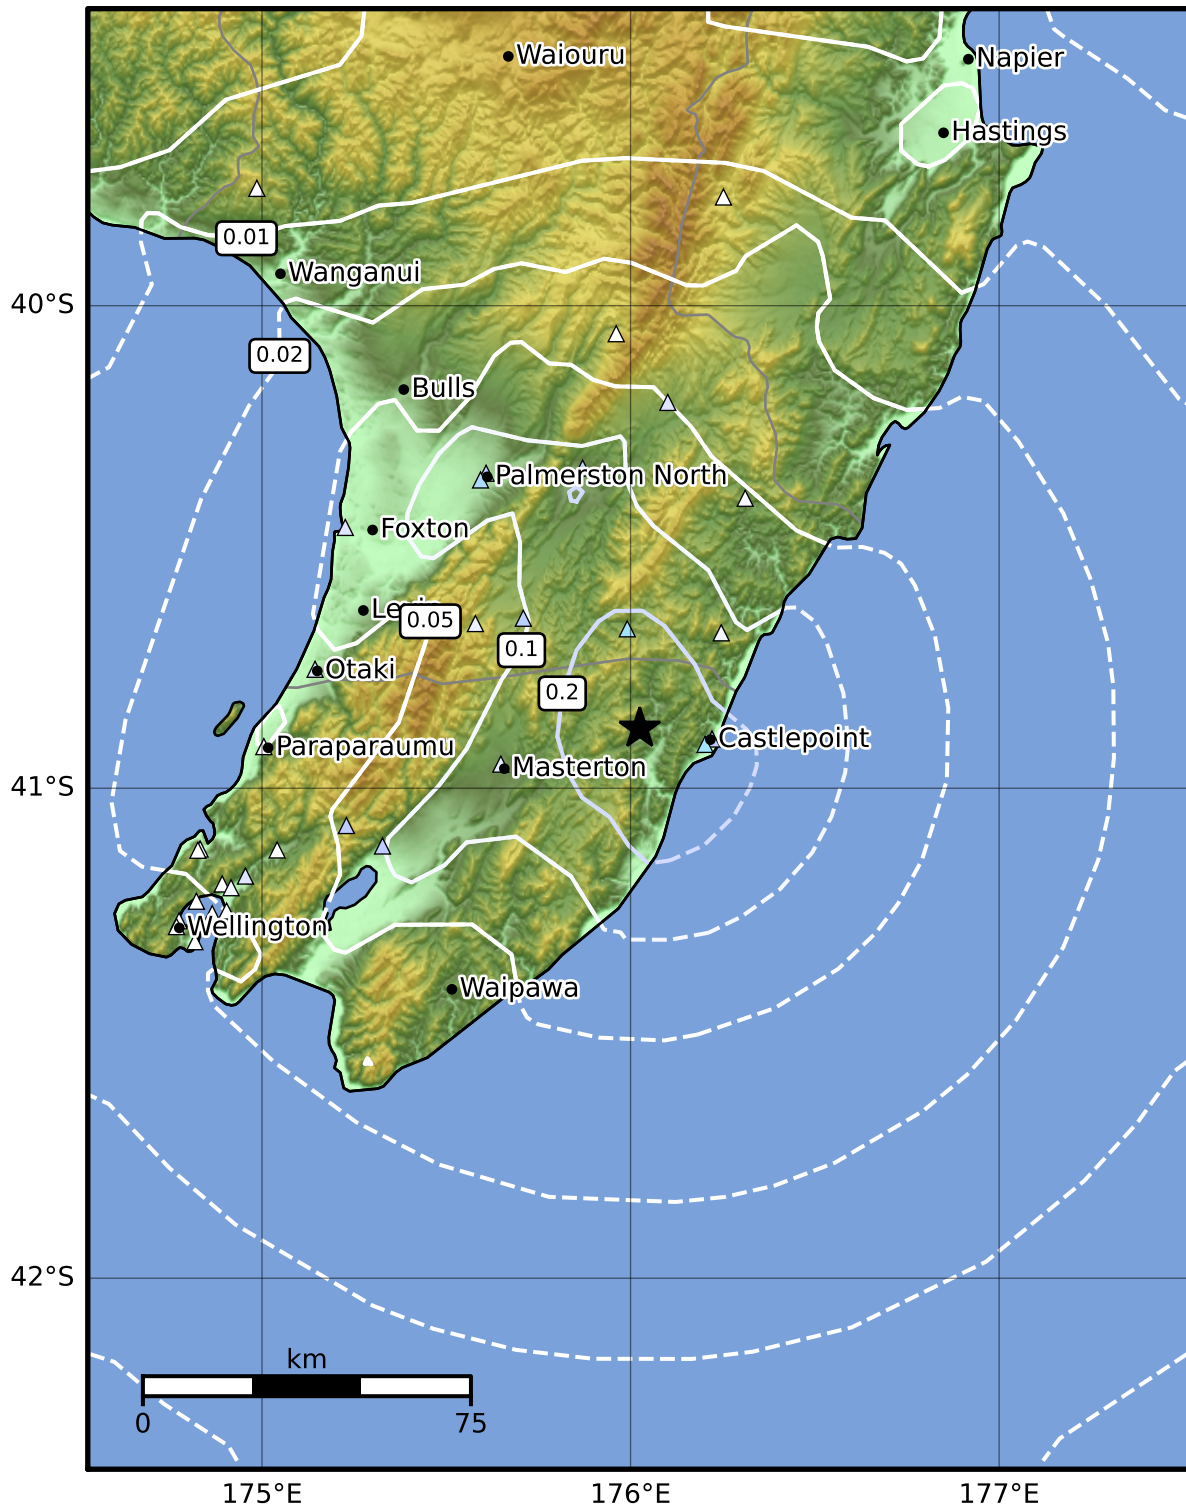 Waiouru
Napier
Hastings
0.01
Wanganui
40°S
0.02
Bulls
Palmerston North
Foxton
0.05
0.1
Otaki
0.2
Castlepoint
Paraparaumu
Masterton
41°S
Wellington
Waipawa
42°S
km
0 75
175°E 176°E 177°E